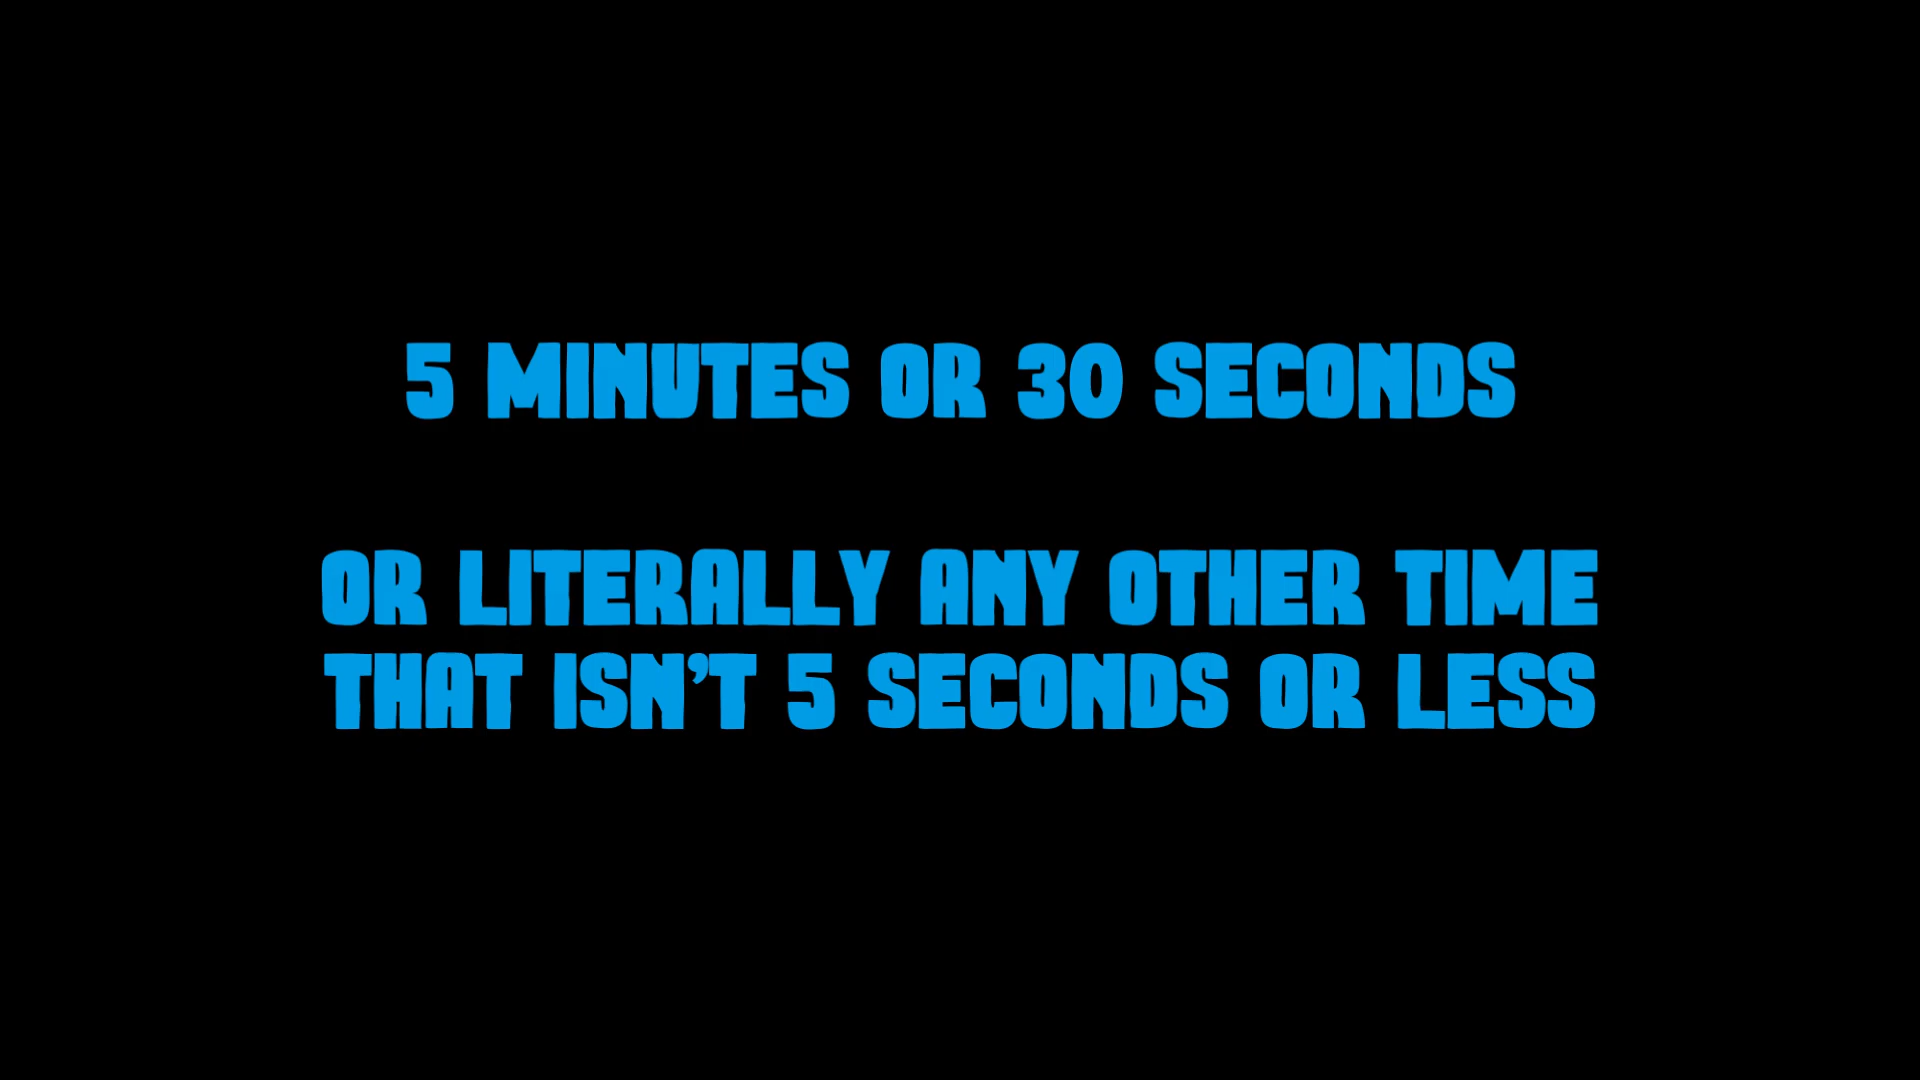 5 MINUTES OR 30 SECONDS
OR LITERALLY ANY OTHER TIME
THAT ISN'T 5 SECONDS OR LESS